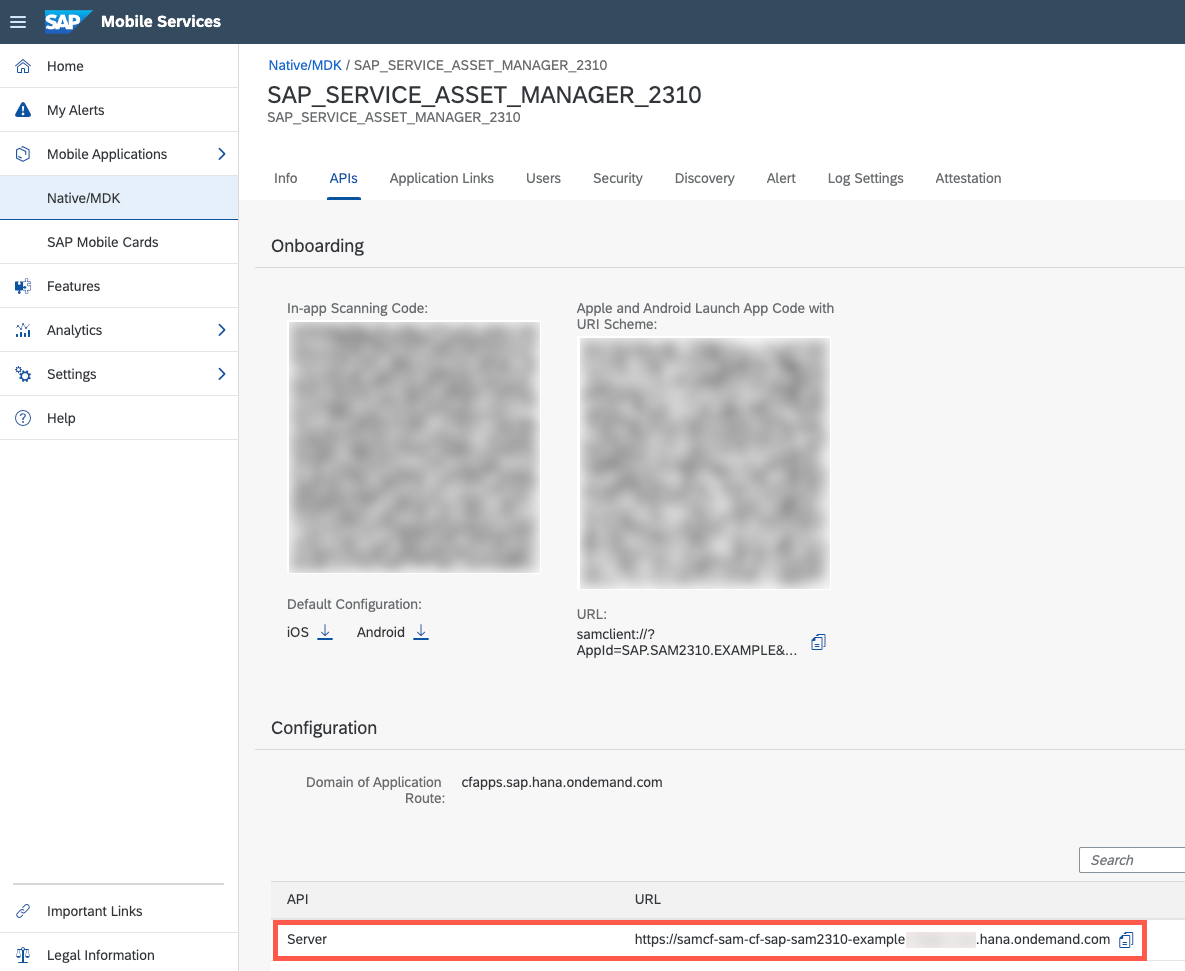 SAP Mobile Services
Home
My Alerts
Mobile Applications
Native/MDK
SAP Mobile Cards
Features
Analytics
Settings
Help
Important Links
Legal Information
Native/MDK / SAP_SERVICE_ASSET_MANAGER_2310
SAP_SERVICE_ASSET_MANAGER_2310
SAP_SERVICE_ASSET_MANAGER_2310
Info APIs Application Links Users Security Discovery Alert Log Settings Attestation
Onboarding
In-app Scanning Code:
Default Configuration:
iOS Android
Apple and Android Launch App Code with
URI Scheme:
URL:
samclient://?
AppId=SAP.SAM2310.EXAMPLE&...
Configuration
Domain of Application
Route:
cfapps.sap.hana.ondemand.com
Search
API URL
Server https://samcf-sam-cf-sap-sam2310-example .hana.ondemand.com